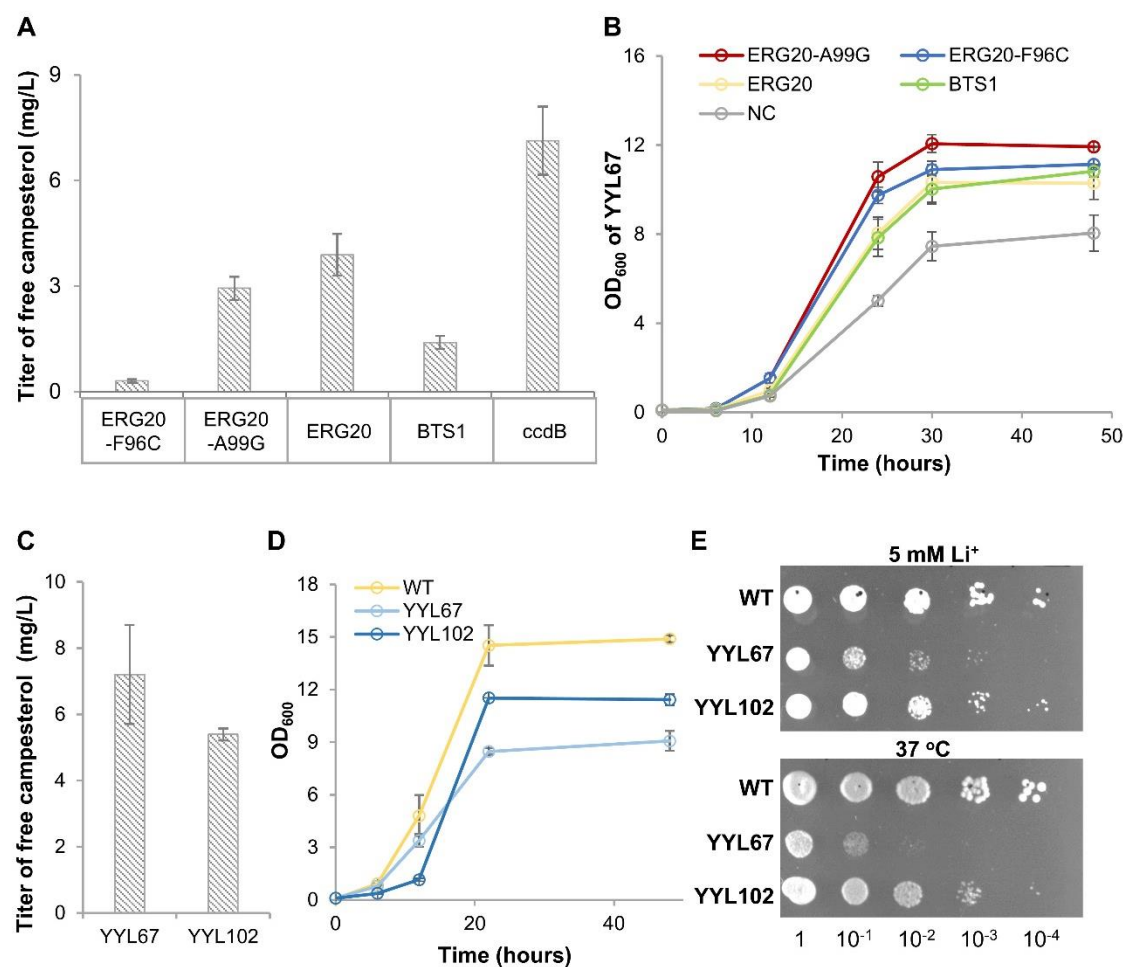 A
Titer of free campesterol (mg/L)
9
6
3
0
ERG20
-F96C
ERG20
-A99G
ERG20
BTS1
ccdB
B
OD600 of YYL67
16
12
8
4
0
ERG20-A99G
ERG20-F96C
ERG20
BTS1
NC
0 10 20 30 40 50
Time (hours)
C
Titer of free campesterol (mg/L)
10
8
6
4
2
0
YYL67 YYL102
D
OD600
18
15
12
9
6
3
0
WT
YYL67
YYL102
0 20 40
Time (hours)
E
5 mM Li+
WT
YYL67
YYL102
37 °C
WT
YYL67
YYL102
1 10-1 10-2 10-3 10-4